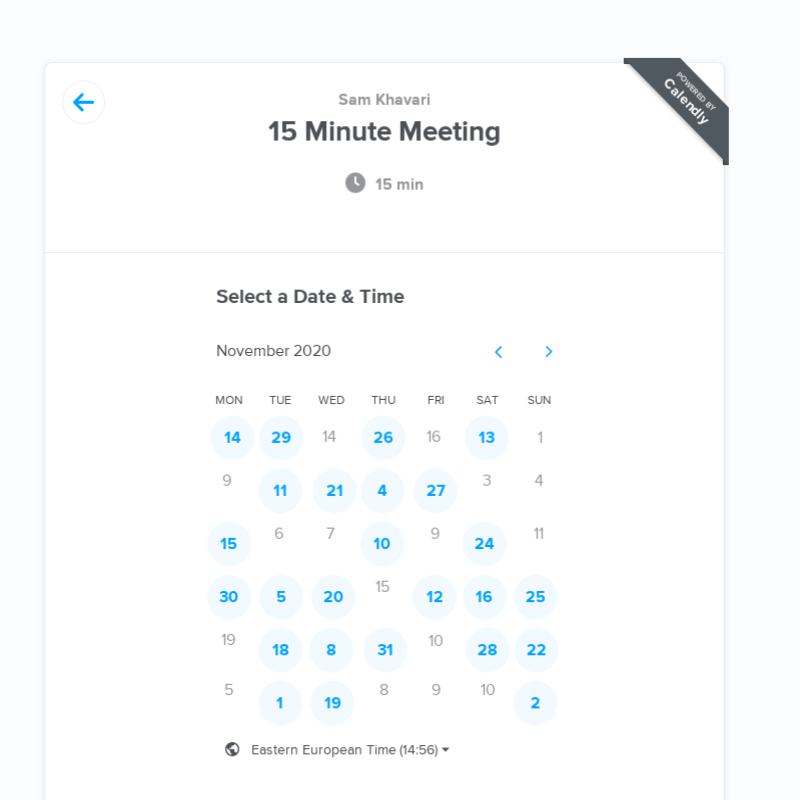 POWERED BY
Calendly
Sam Khavari
15 Minute Meeting
15 min
Select a Date & Time
November 2020
MON TUE WED THU FRI SAT SUN
14 29 14 26 16 13 1
9 11 21 4 27 3 4
15 6 7 10 9 24 11
30 5 20 15 12 16 25
19 18 8 31 10 28 22
5 1 19 8 9 10 2
Eastern European Time (14:56)